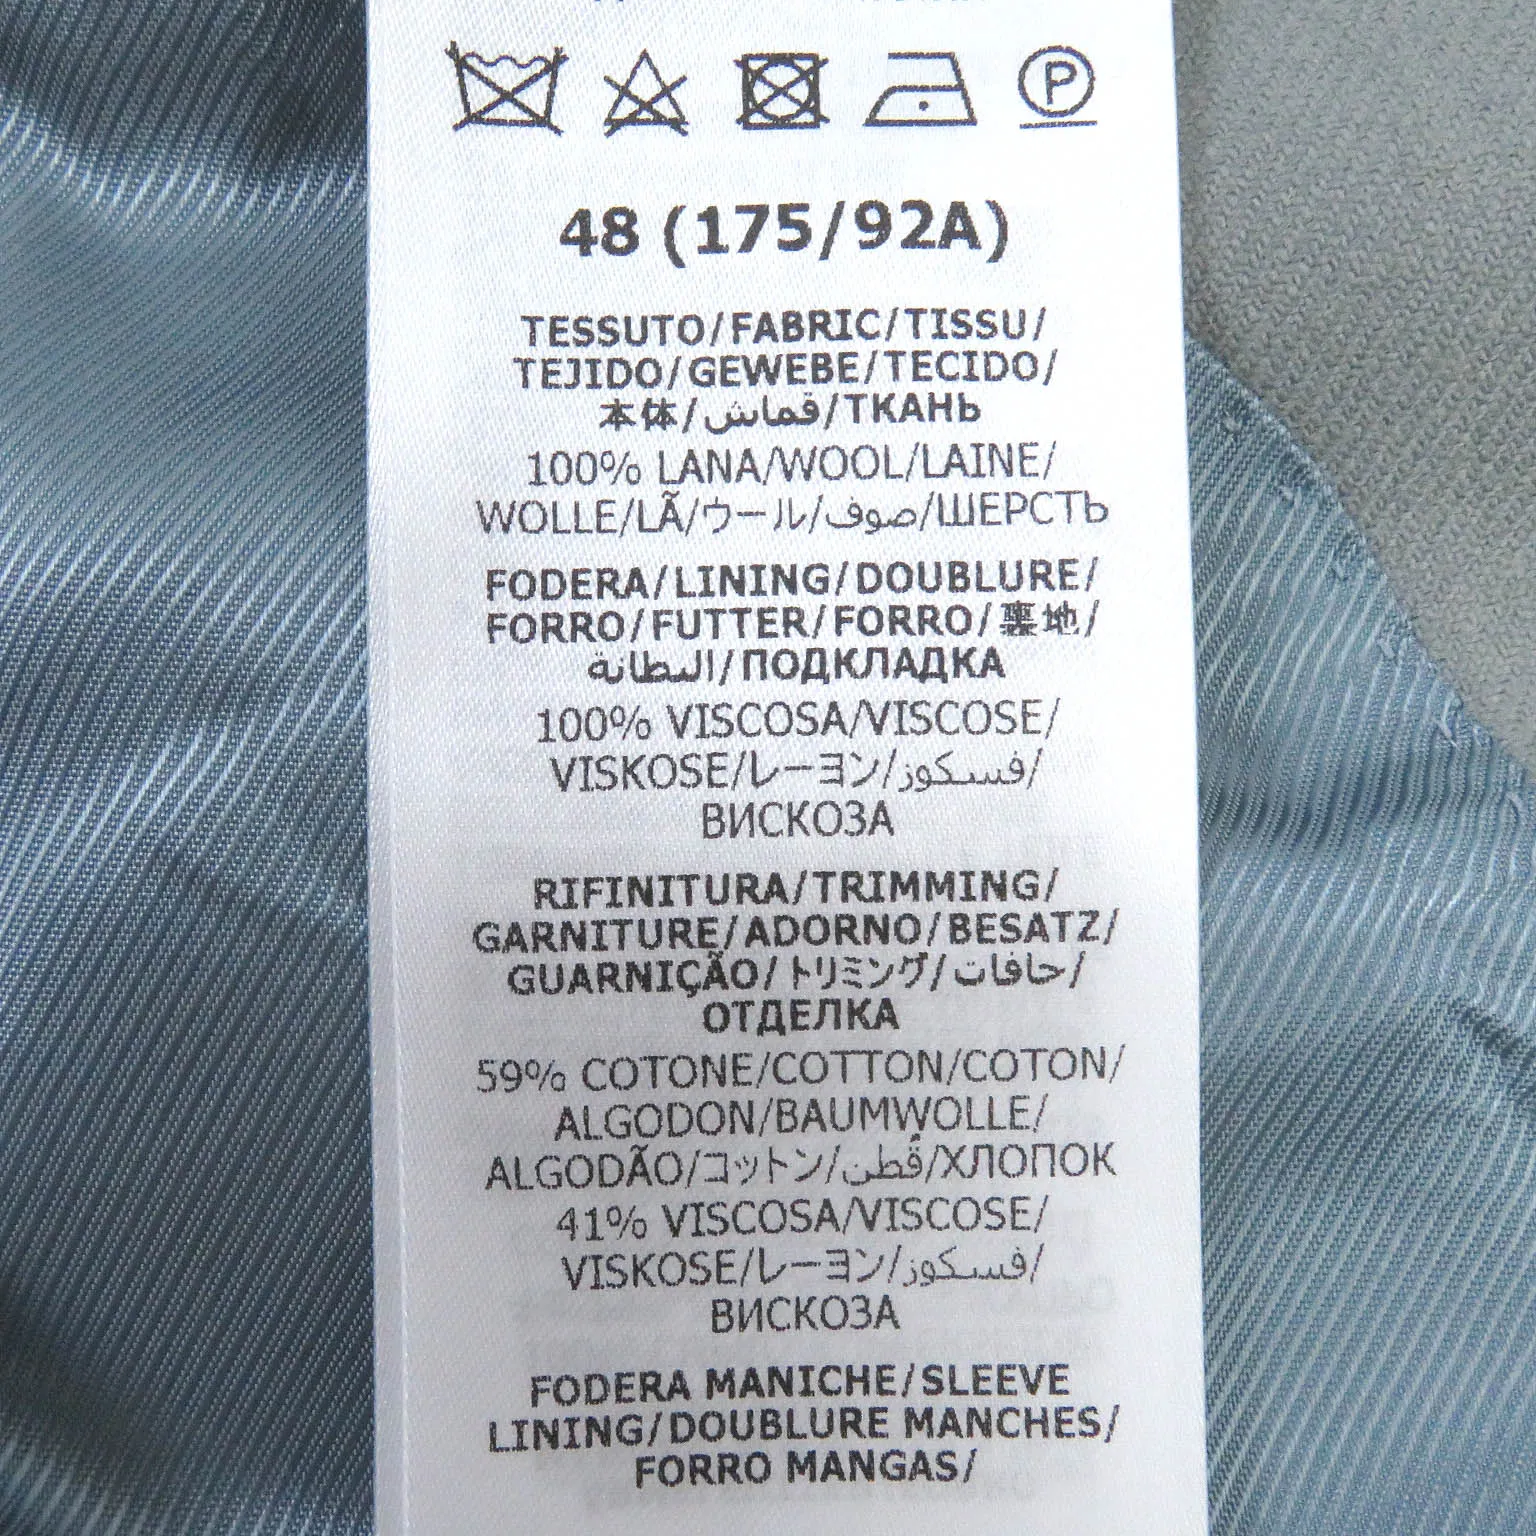 P
48 (175/92A)
TESSUTO/FABRIC/TISSU/
TEJIDO/GEWEBE/TECIDO/
本体/قماش/ТКАНЬ
100% LANA/WOOL/LAINE/
WOLLE/LÃ/ウール/صوف/ШЕРСТЬ
FODERA/LINING/DOUBLURE/
FORRO/FUTTER/FORRO/裏地/
البطانة/ПОДКЛАДКА
100% VISCOSA/VISCOSE/
VISKOSE/レーヨン/فسكوز/
ВИСКОЗА
RIFINITURA/TRIMMING/
GARNITURE/ADORNO/BESATZ/
GUARNIÇÃO/トリミング/حافات/
ОТДЕЛКА
59% COTONE/COTTON/COTON/
ALGODON/BAUMWOLLE/
ALGODÃO/コットン/قُطن/ХЛОПОК
41% VISCOSA/VISCOSE/
VISKOSE/レーヨン/فسكوز/
ВИСКОЗА
FODERA MANICHE/SLEEVE
LINING/DOUBLURE MANCHES/
FORRO MANGAS/